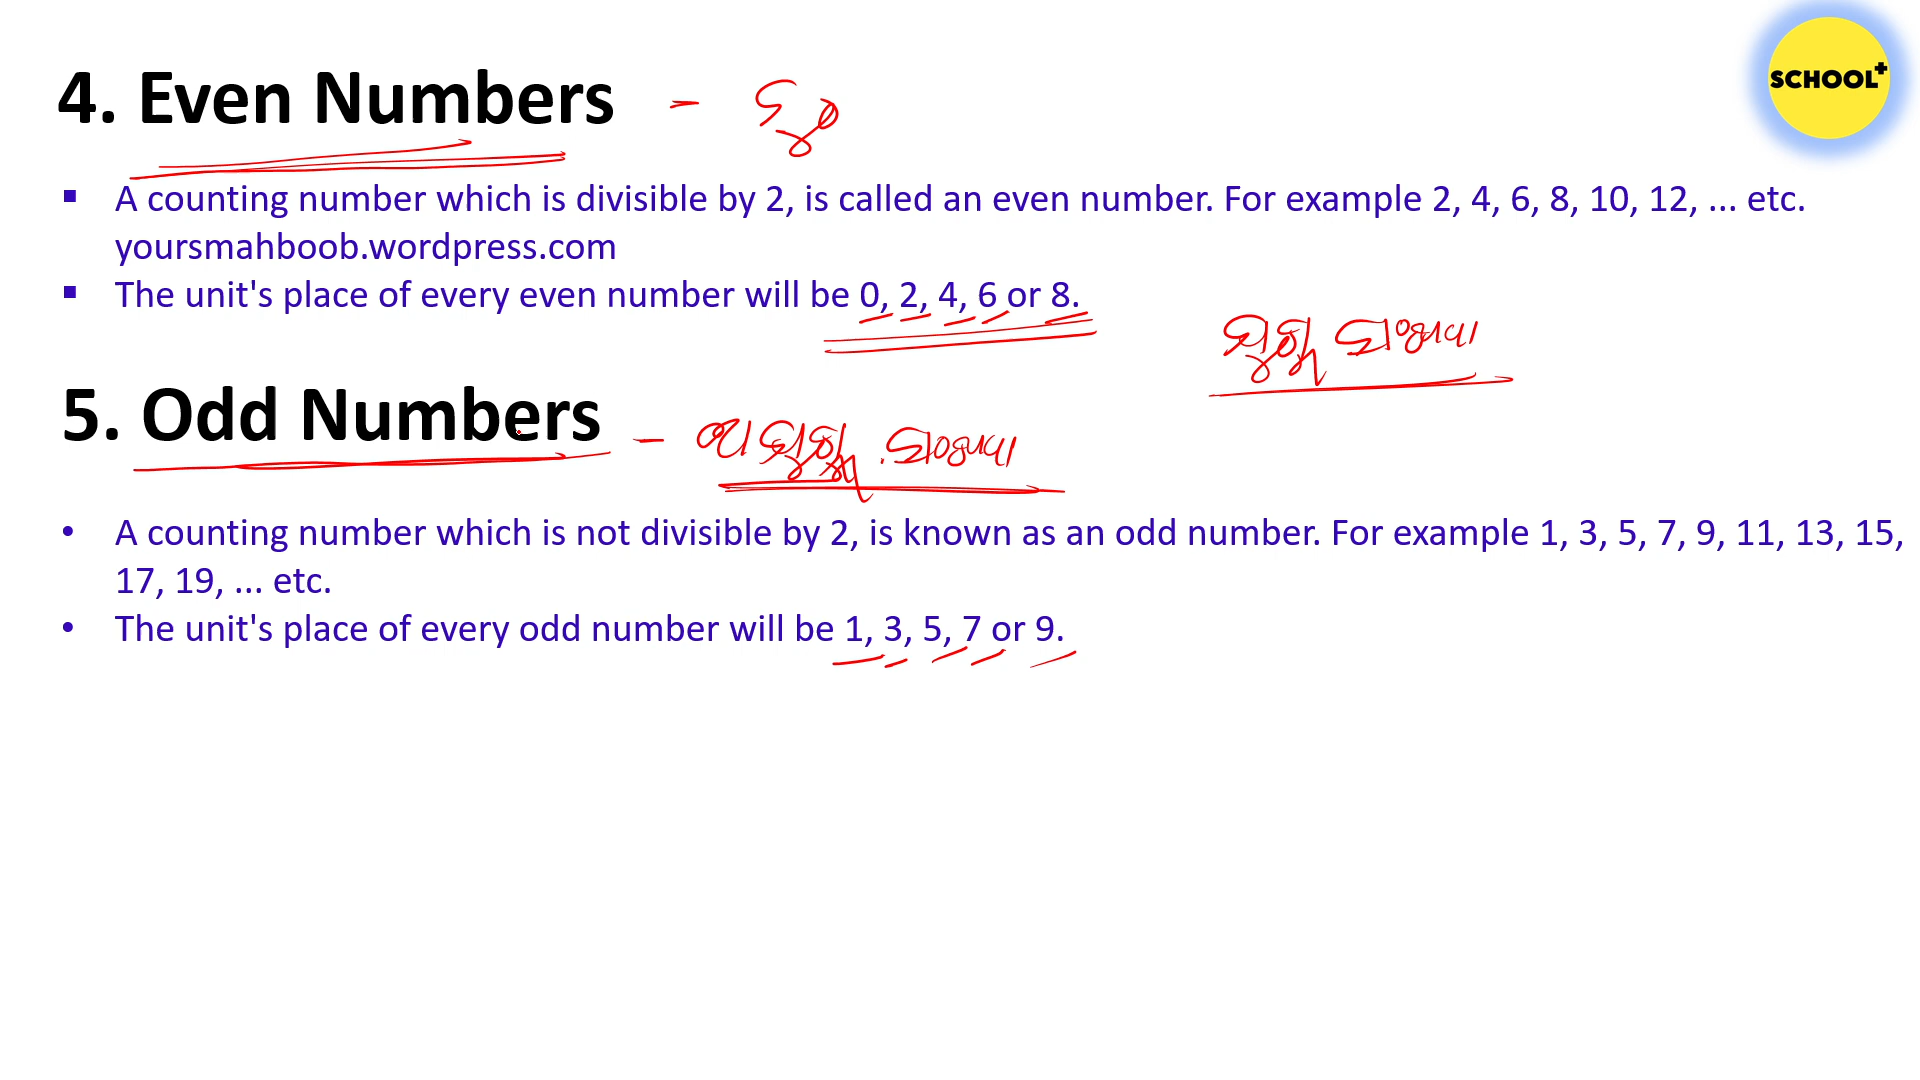 SCHOOL+
4. Even Numbers -
▪ A counting number which is divisible by 2, is called an even number. For example 2, 4, 6, 8, 10, 12, ... etc.
yoursmahboob.wordpress.com
▪ The unit's place of every even number will be 0, 2, 4, 6 or 8.
ଯୁଗ୍ମ ସଂଖ୍ୟା
5. Odd Numbers - ଅଯୁଗ୍ମ ସଂଖ୍ୟା
• A counting number which is not divisible by 2, is known as an odd number. For example 1, 3, 5, 7, 9, 11, 13, 15,
17, 19, ... etc.
• The unit's place of every odd number will be 1, 3, 5, 7 or 9.